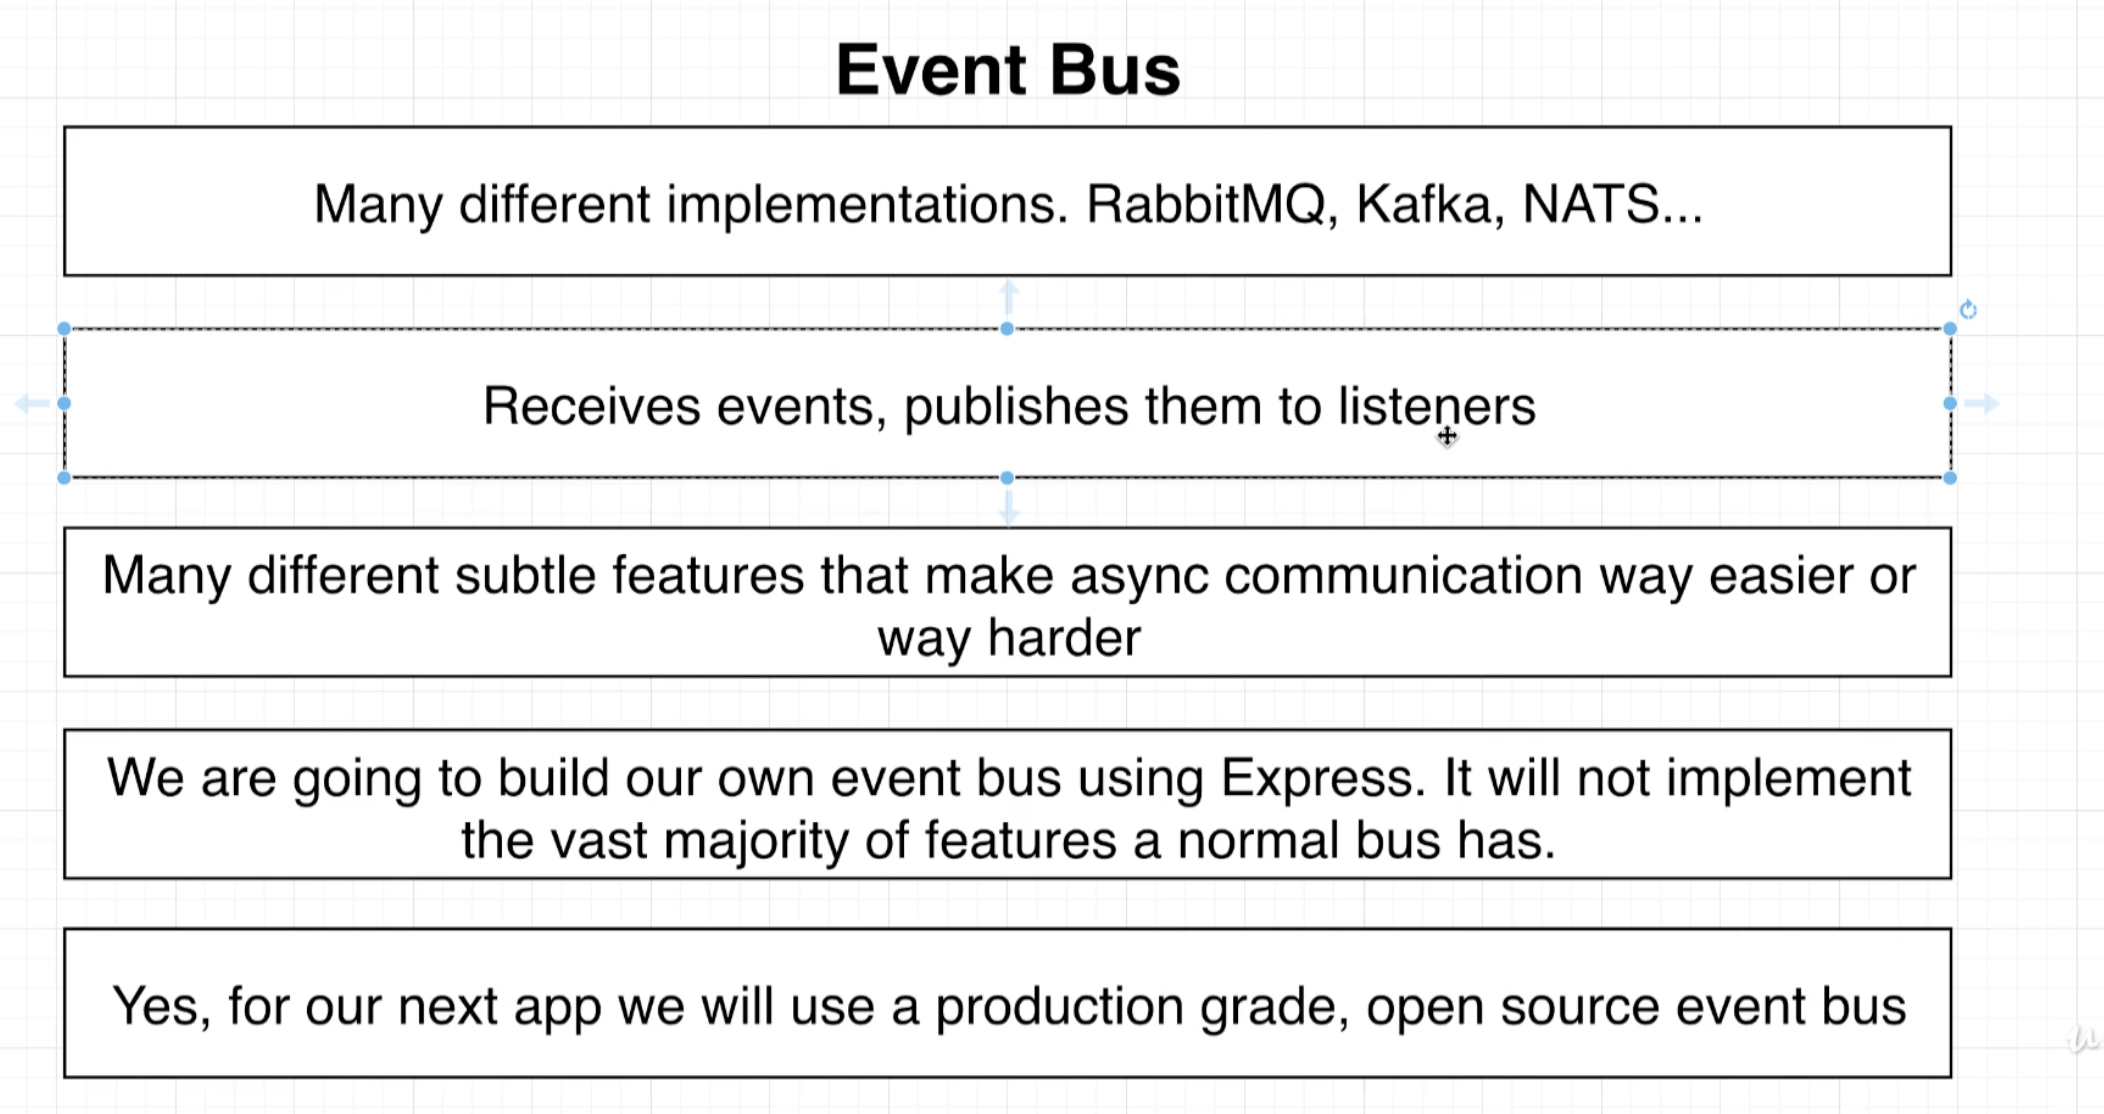 Event Bus
Many different implementations. RabbitMQ, Kafka, NATS...
Receives events, publishes them to listeners
Many different subtle features that make async communication way easier or
way harder
We are going to build our own event bus using Express. It will not implement
the vast majority of features a normal bus has.
Yes, for our next app we will use a production grade, open source event bus